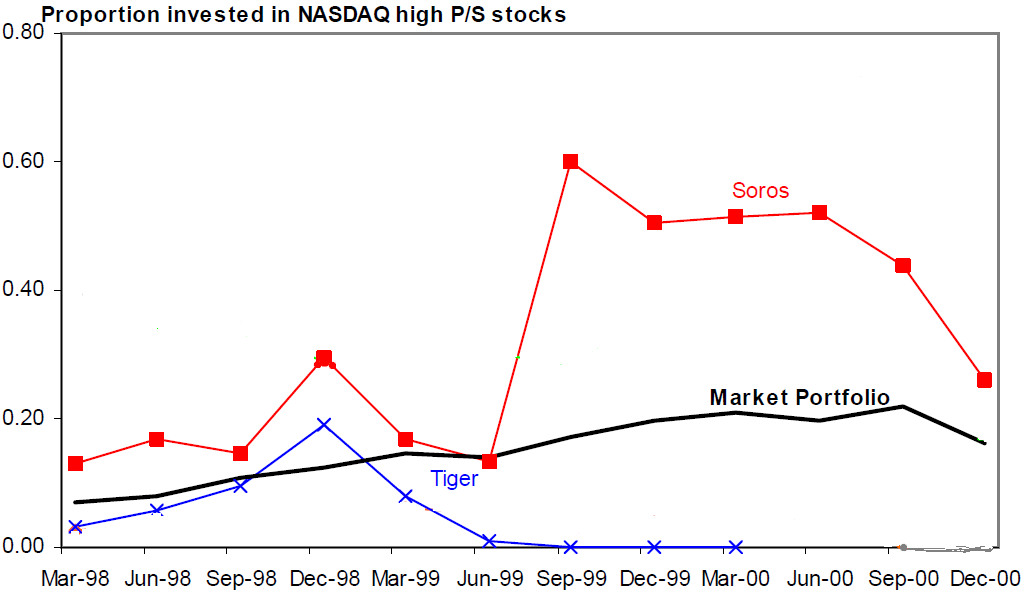 Proportion invested in NASDAQ high P/S stocks
0.80
0.60
Soros
0.40
Market Portfolio
0.20
Tiger
0.00
Mar-98 Jun-98 Sep-98 Dec-98 Mar-99 Jun-99 Sep-99 Dec-99 Mar-00 Jun-00 Sep-00 Dec-00